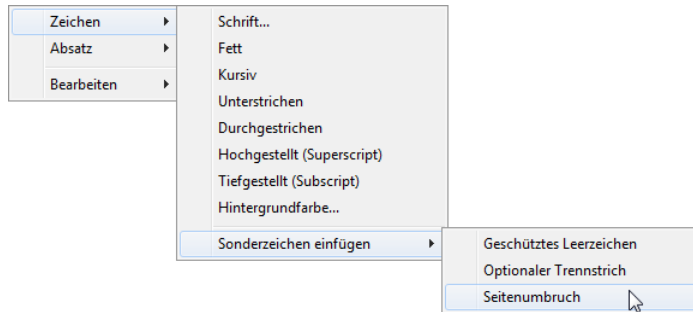 Zeichen
Absatz
Bearbeiten
Schrift...
Fett
Kursiv
Unterstrichen
Durchgestrichen
Hochgestellt (Superscript)
Tiefgestellt (Subscript)
Hintergrundfarbe...
Sonderzeichen einfügen
Geschütztes Leerzeichen
Optionaler Trennstrich
Seitenumbruch